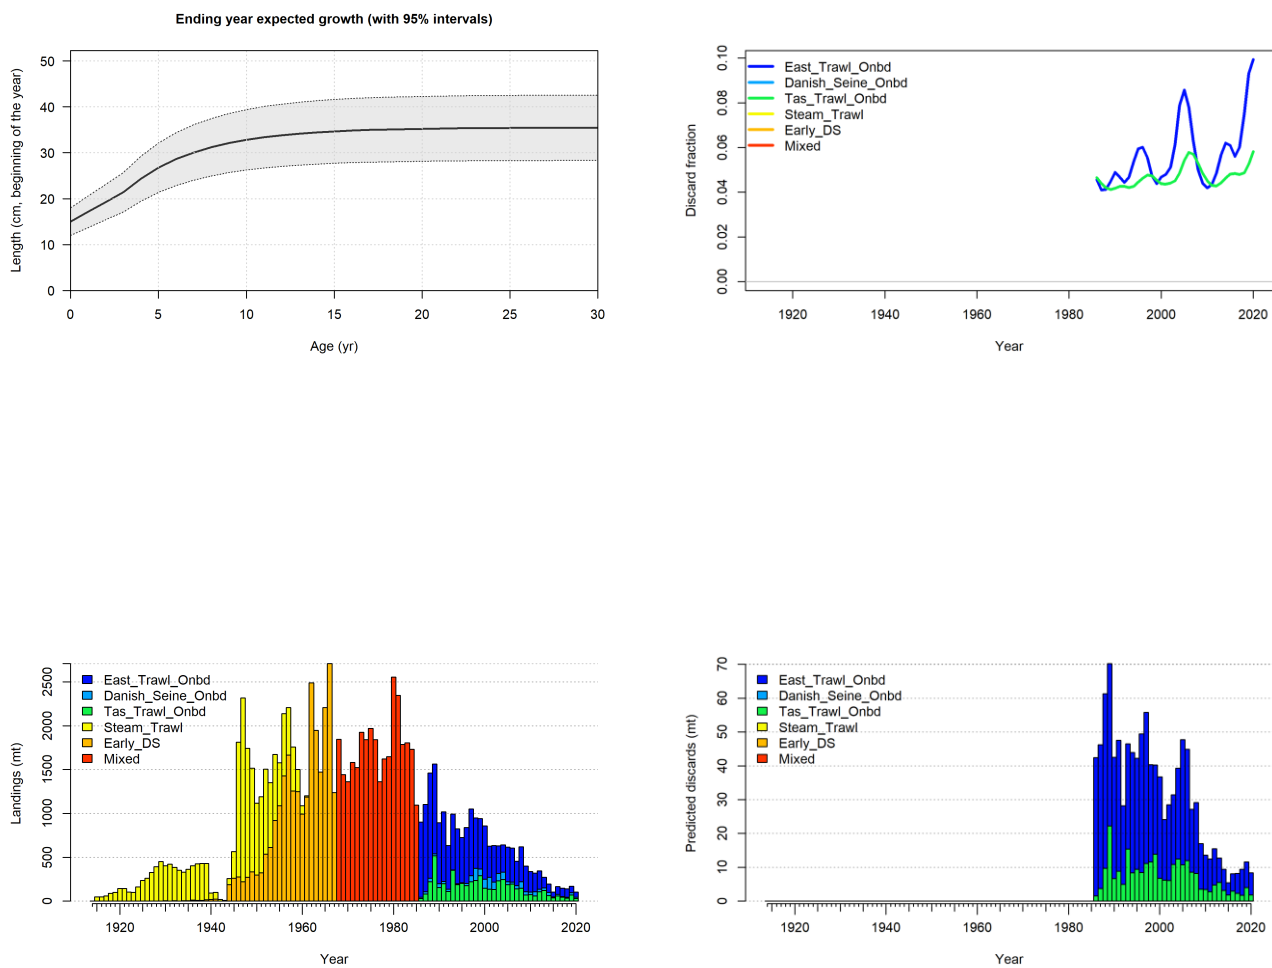 Ending year expected growth (with 95% intervals)
Length (cm, beginning of the year)
50
40
30
20
10
0
0 5 10 15 20 25 30
Age (yr)
Discard fraction
0.10
0.08
0.06
0.04
0.02
0.00
East_Trawl_Onbd
Danish_Seine_Onbd
Tas_Trawl_Onbd
Steam_Trawl
Early_DS
Mixed
1920 1940 1960 1980 2000 2020
Year
Landings (mt)
2500
2000
1500
1000
500
0
East_Trawl_Onbd
Danish_Seine_Onbd
Tas_Trawl_Onbd
Steam_Trawl
Early_DS
Mixed
1920 1940 1960 1980 2000 2020
Year
Predicted discards (mt)
70
60
50
40
30
20
10
0
East_Trawl_Onbd
Danish_Seine_Onbd
Tas_Trawl_Onbd
Steam_Trawl
Early_DS
Mixed
1920 1940 1960 1980 2000 2020
Year